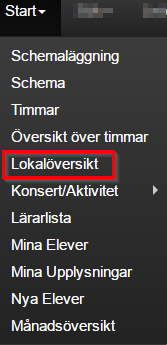 Start
Schemaläggning
Schema
Timmar
Översikt över timmar
Lokalöversikt
Konsert/Aktivitet
Lärarlista
Mina Elever
Mina Upplysningar
Nya Elever
Månadsöversikt